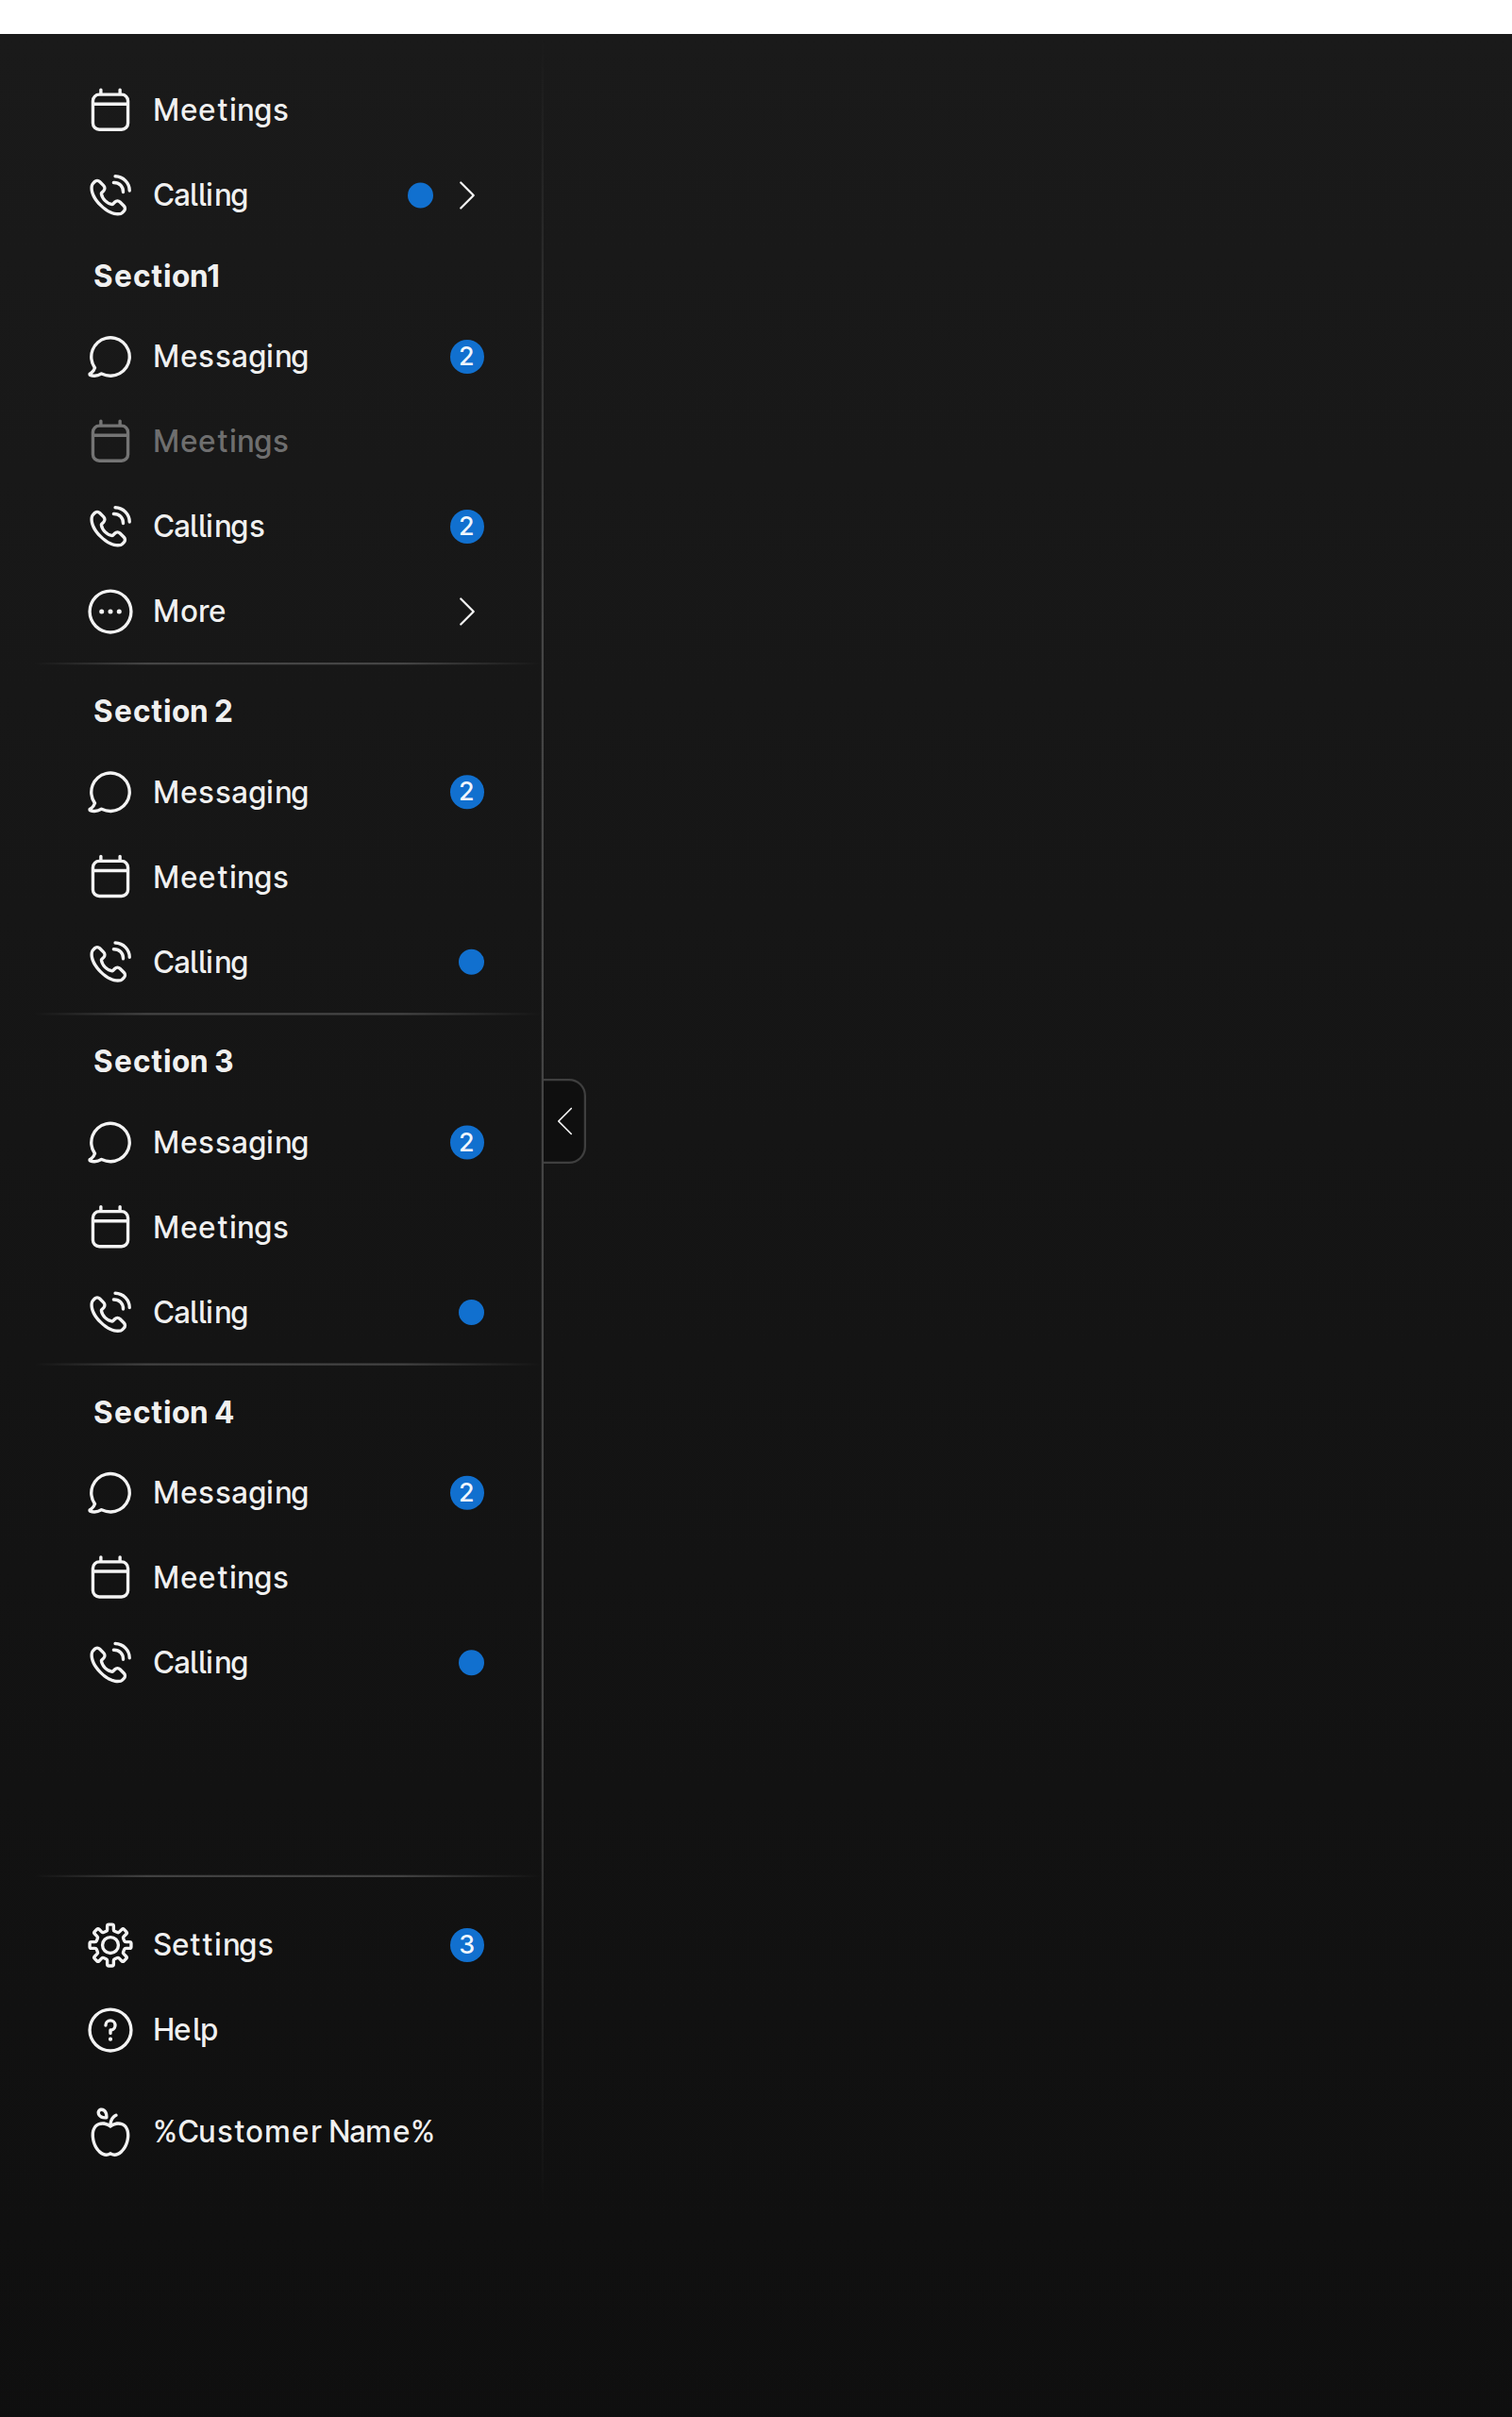 Meetings
Calling
Section1
Messaging 2
Meetings
Callings 2
More
Section 2
Messaging 2
Meetings
Calling
Section 3
Messaging 2
Meetings
Calling
Section 4
Messaging 2
Meetings
Calling
Settings 3
Help
%Customer Name%